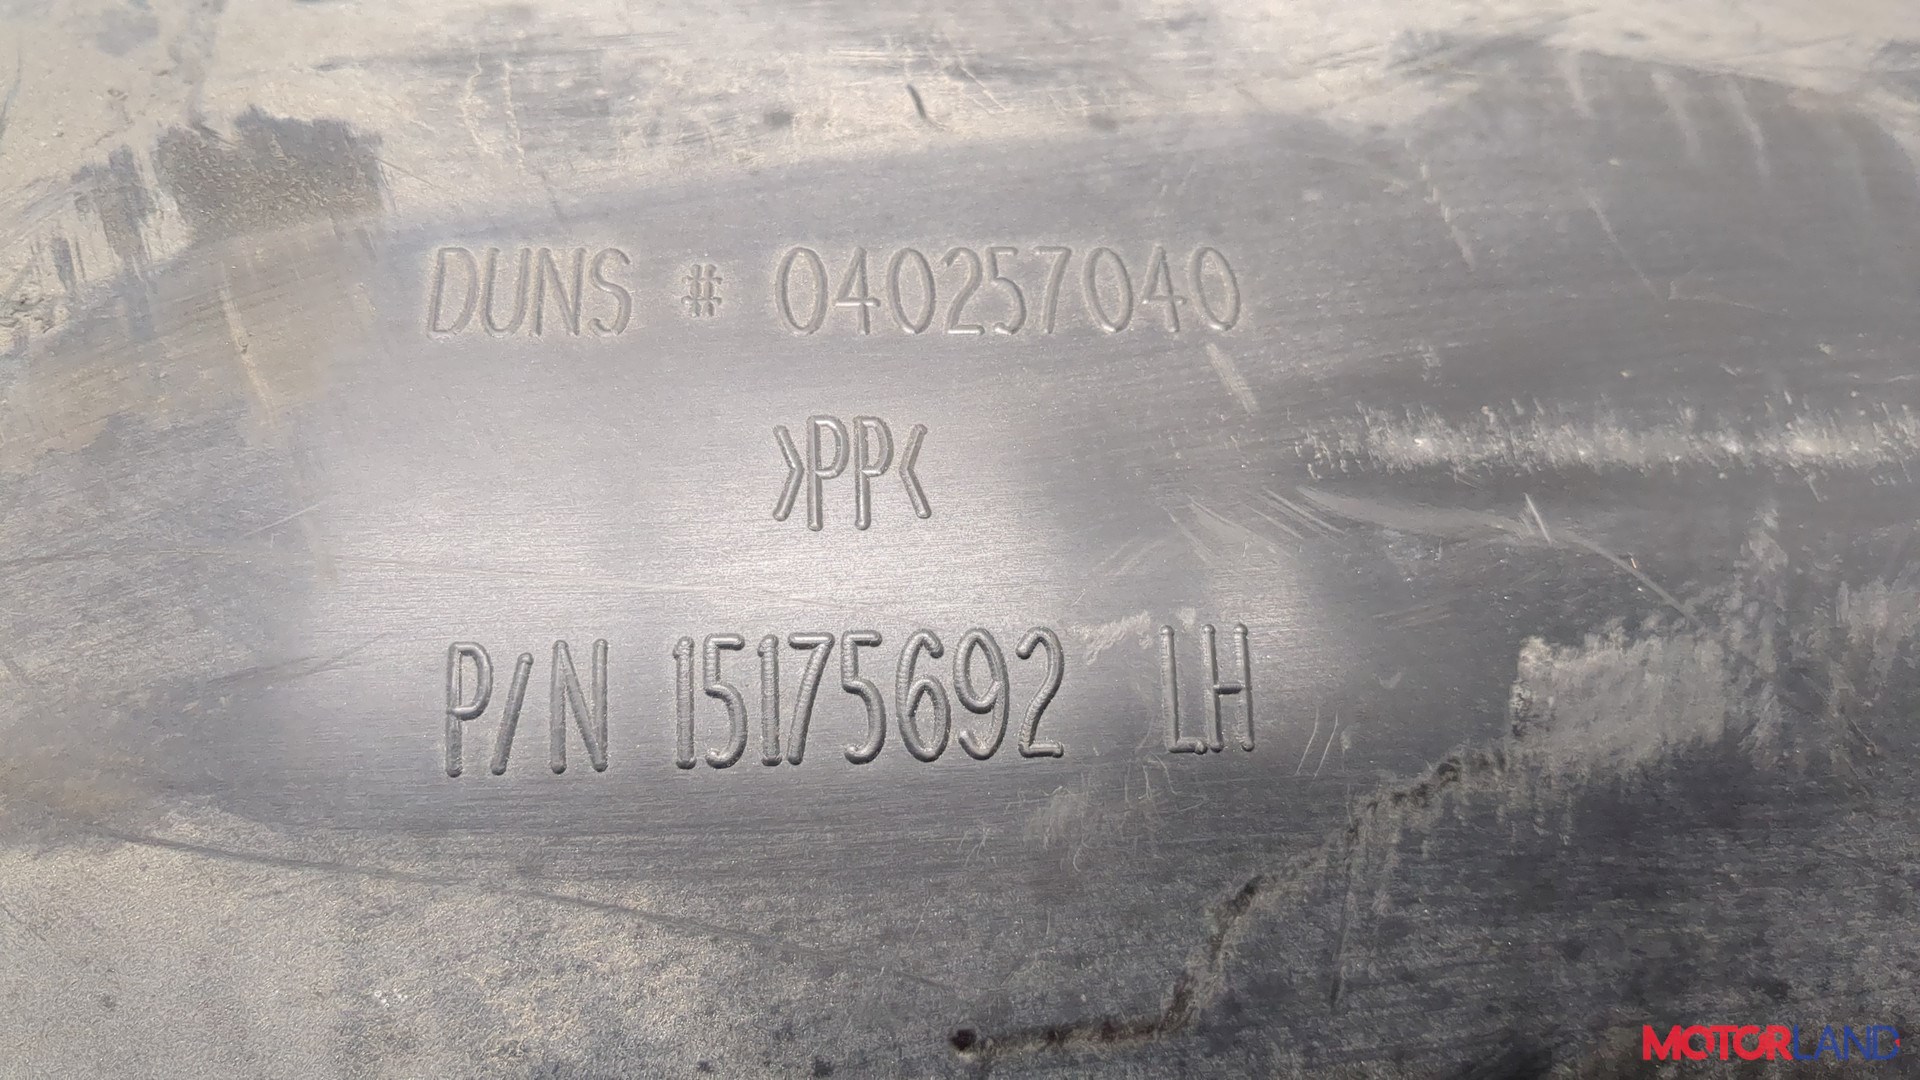 DUNS # 040257040
>PP<
P/N 15175692 LH
MOTORLAND